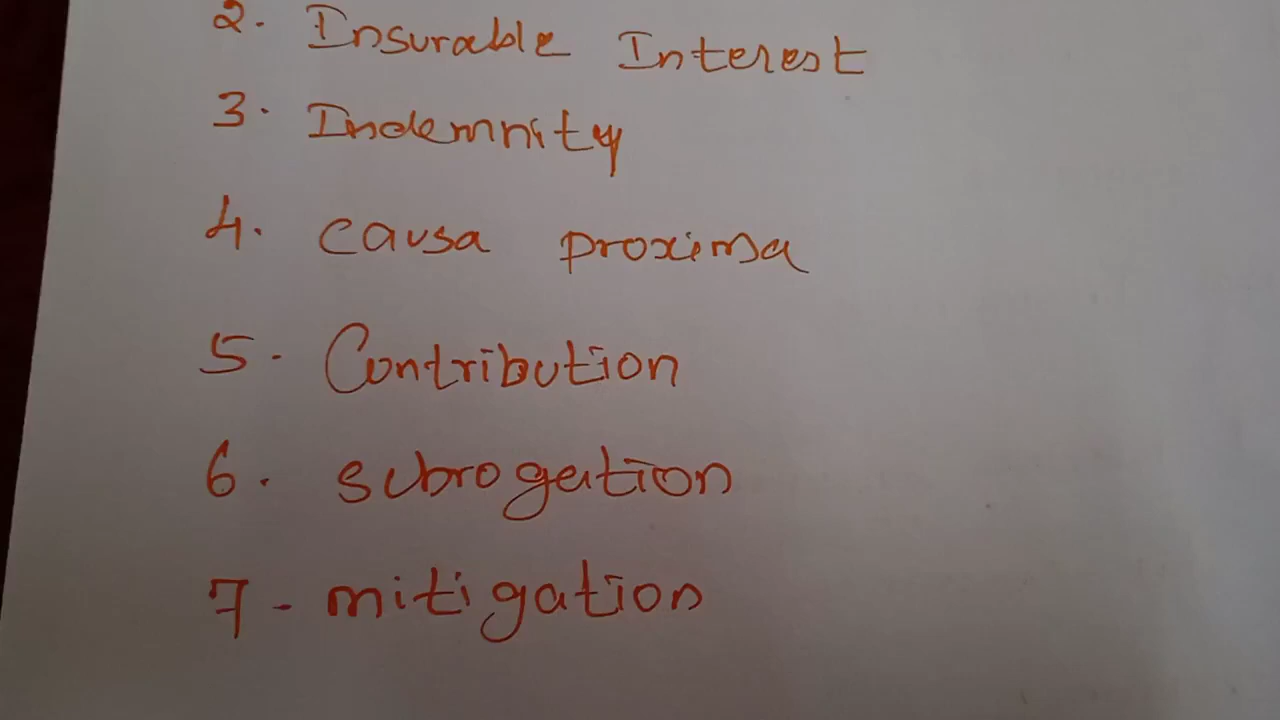 2. Insurable Interest
3. Indemnity
4. causa proxima
5. Contribution
6. subrogation
7. mitigation